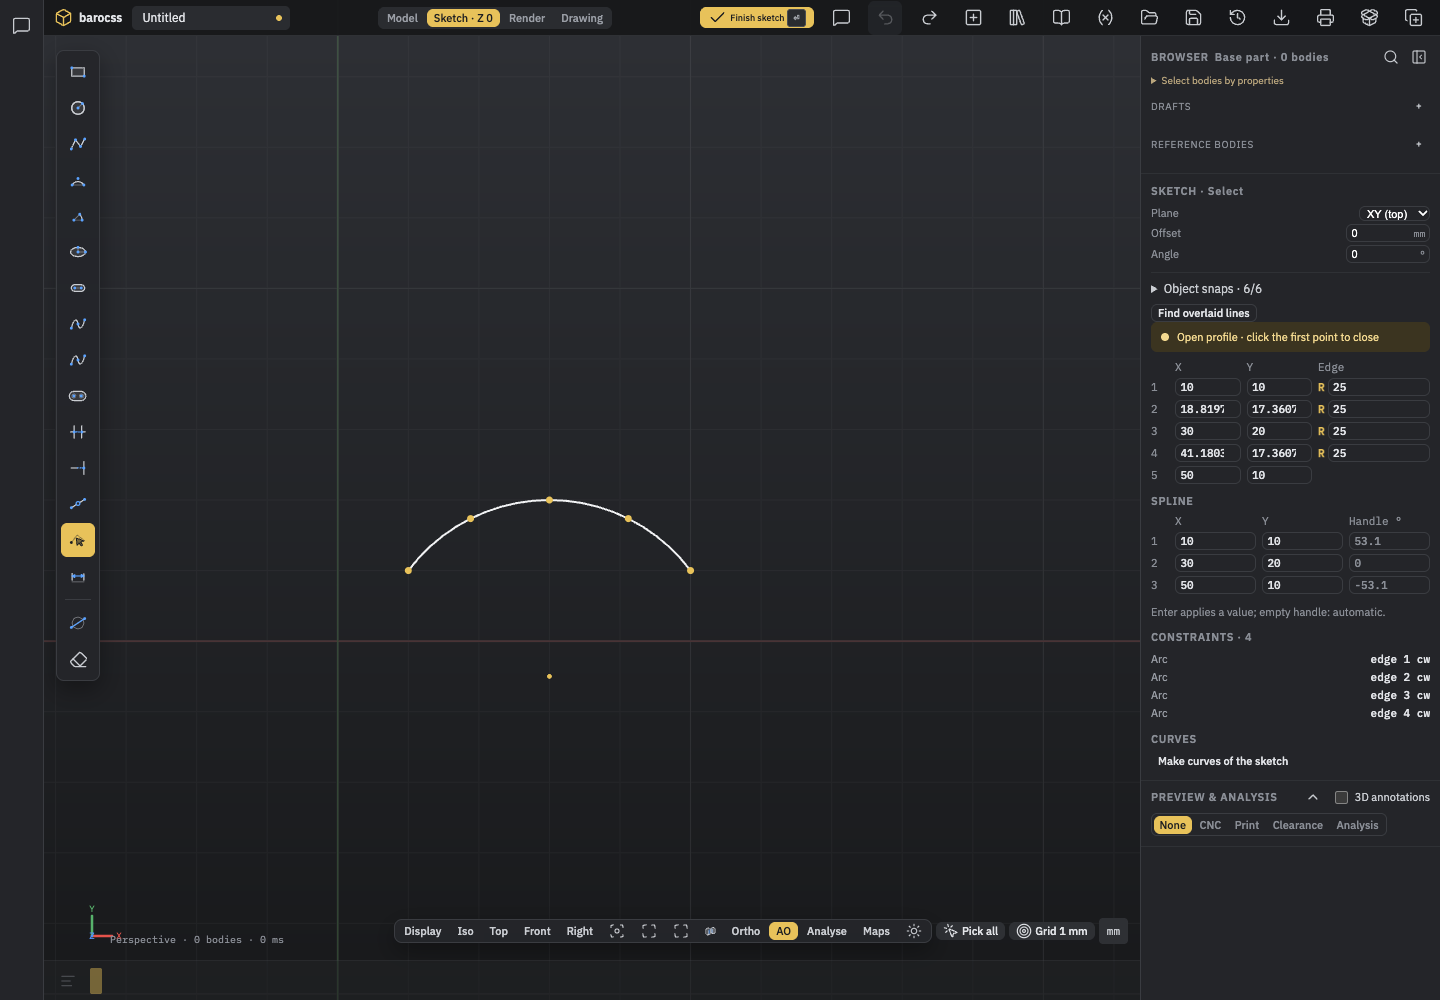 barocss
Untitled
Model
Sketch · Z 0
Render
Drawing
Finish sketch
BROWSER Base part · 0 bodies
Select bodies by properties
DRAFTS +
REFERENCE BODIES +
SKETCH · Select
Plane XY (top)
Offset 0 mm
Angle 0 °
Object snaps · 6/6
Find overlaid lines
Open profile · click the first point to close
X Y Edge
1 10 10 R 25
2 18.8197 17.3607 R 25
3 30 20 R 25
4 41.1803 17.3607 R 25
5 50 10
SPLINE
X Y Handle °
1 10 10 53.1
2 30 20 0
3 50 10 -53.1
Enter applies a value; empty handle: automatic.
CONSTRAINTS · 4
Arc edge 1 cw
Arc edge 2 cw
Arc edge 3 cw
Arc edge 4 cw
CURVES
Make curves of the sketch
PREVIEW & ANALYSIS
3D annotations
None CNC Print Clearance Analysis
Y
X
Z
Perspective · 0 bodies · 0 ms
Display Iso Top Front Right Ortho AO Analyse Maps
Pick all
Grid 1 mm
mm